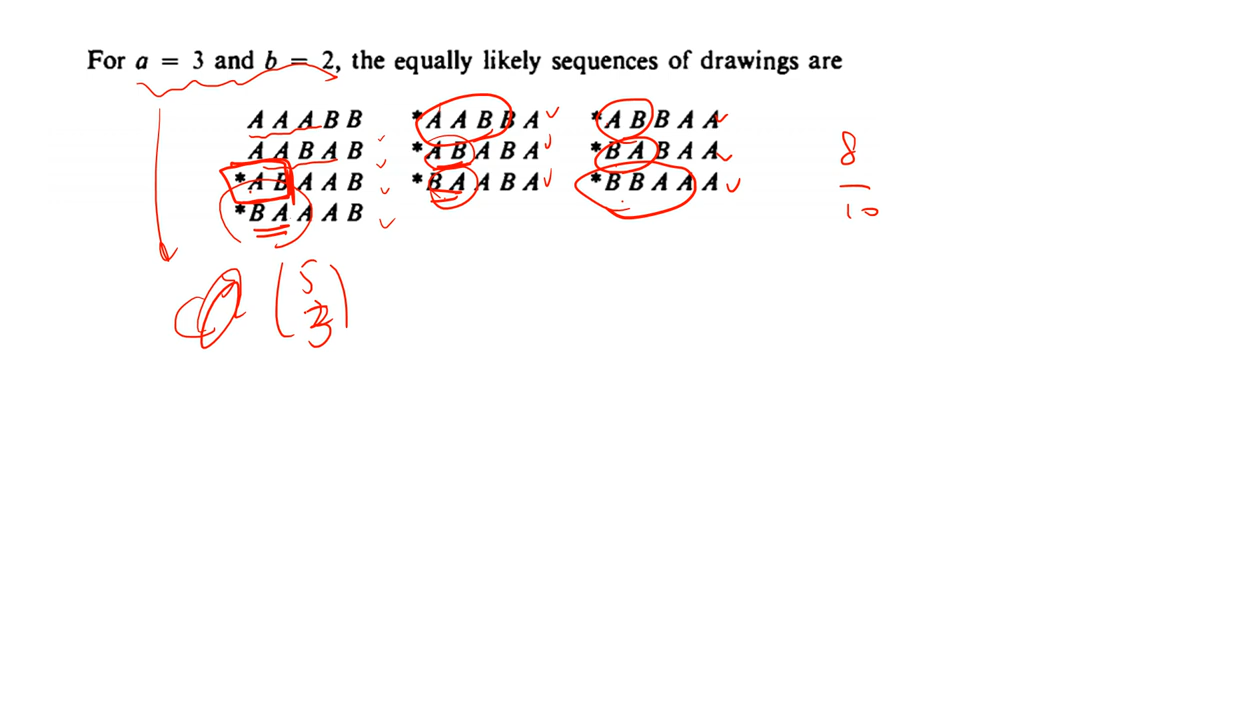 For a = 3 and b = 2, the equally likely sequences of drawings are
A A A B B *A A B B A *A B B A A
A A B A B *A B A B A *B A B A A
*A B A A B *B A A B A *B B A A A
*B A A A B
8
10
5
3